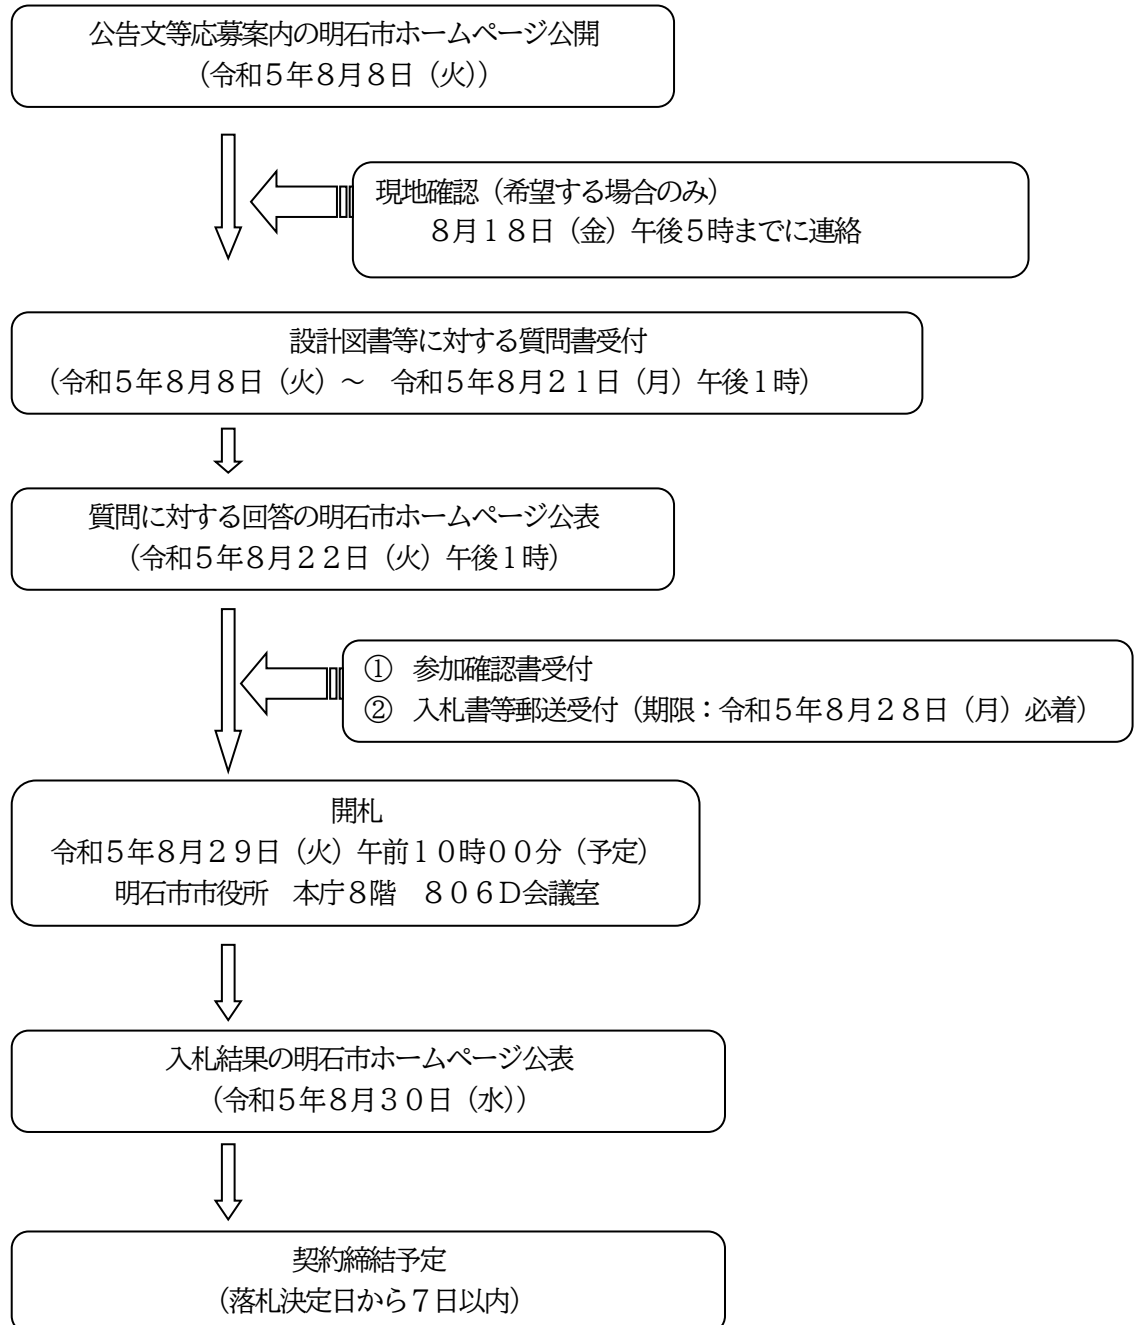 公告文等応募案内の明石市ホームページ公開
（令和５年８月８日（火））
現地確認（希望する場合のみ）
８月１８日（金）午後５時までに連絡
設計図書等に対する質問書受付
（令和５年８月８日（火）～　令和５年８月２１日（月）午後１時）
質問に対する回答の明石市ホームページ公表
（令和５年８月２２日（火）午後１時）
①　参加確認書受付
②　入札書等郵送受付（期限：令和５年８月２８日（月）必着）
開札
令和５年８月２９日（火）午前１０時００分（予定）
明石市市役所　本庁８階　８０６Ｄ会議室
入札結果の明石市ホームページ公表
（令和５年８月３０日（水））
契約締結予定
（落札決定日から７日以内）